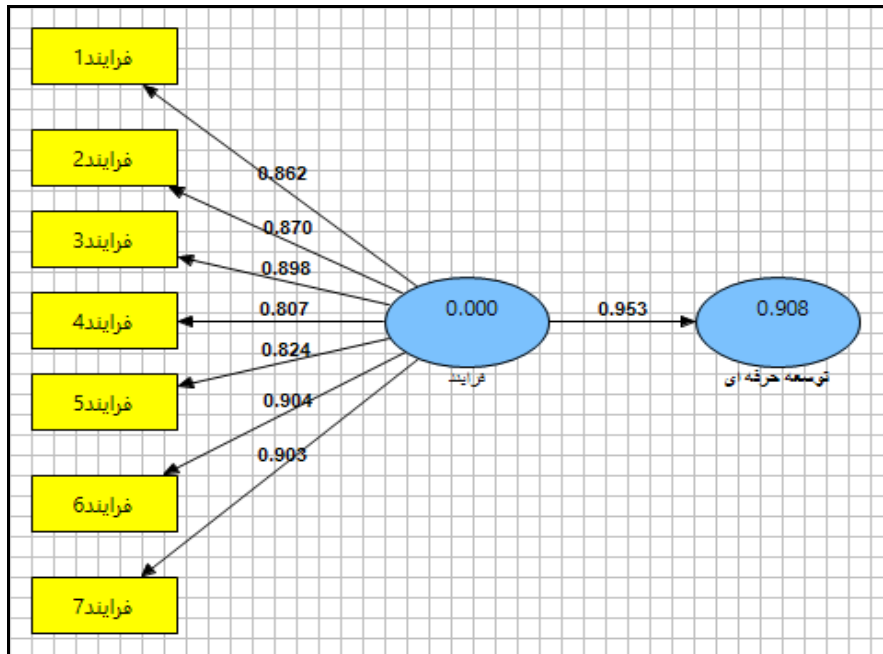 فرایند1
0.862
فرایند2
0.870
فرایند3
0.898
فرایند4
0.807
0.000
0.953
0.908
فرایند
توسعه حرفه ای
فرایند5
0.824
فرایند6
0.904
فرایند7
0.903